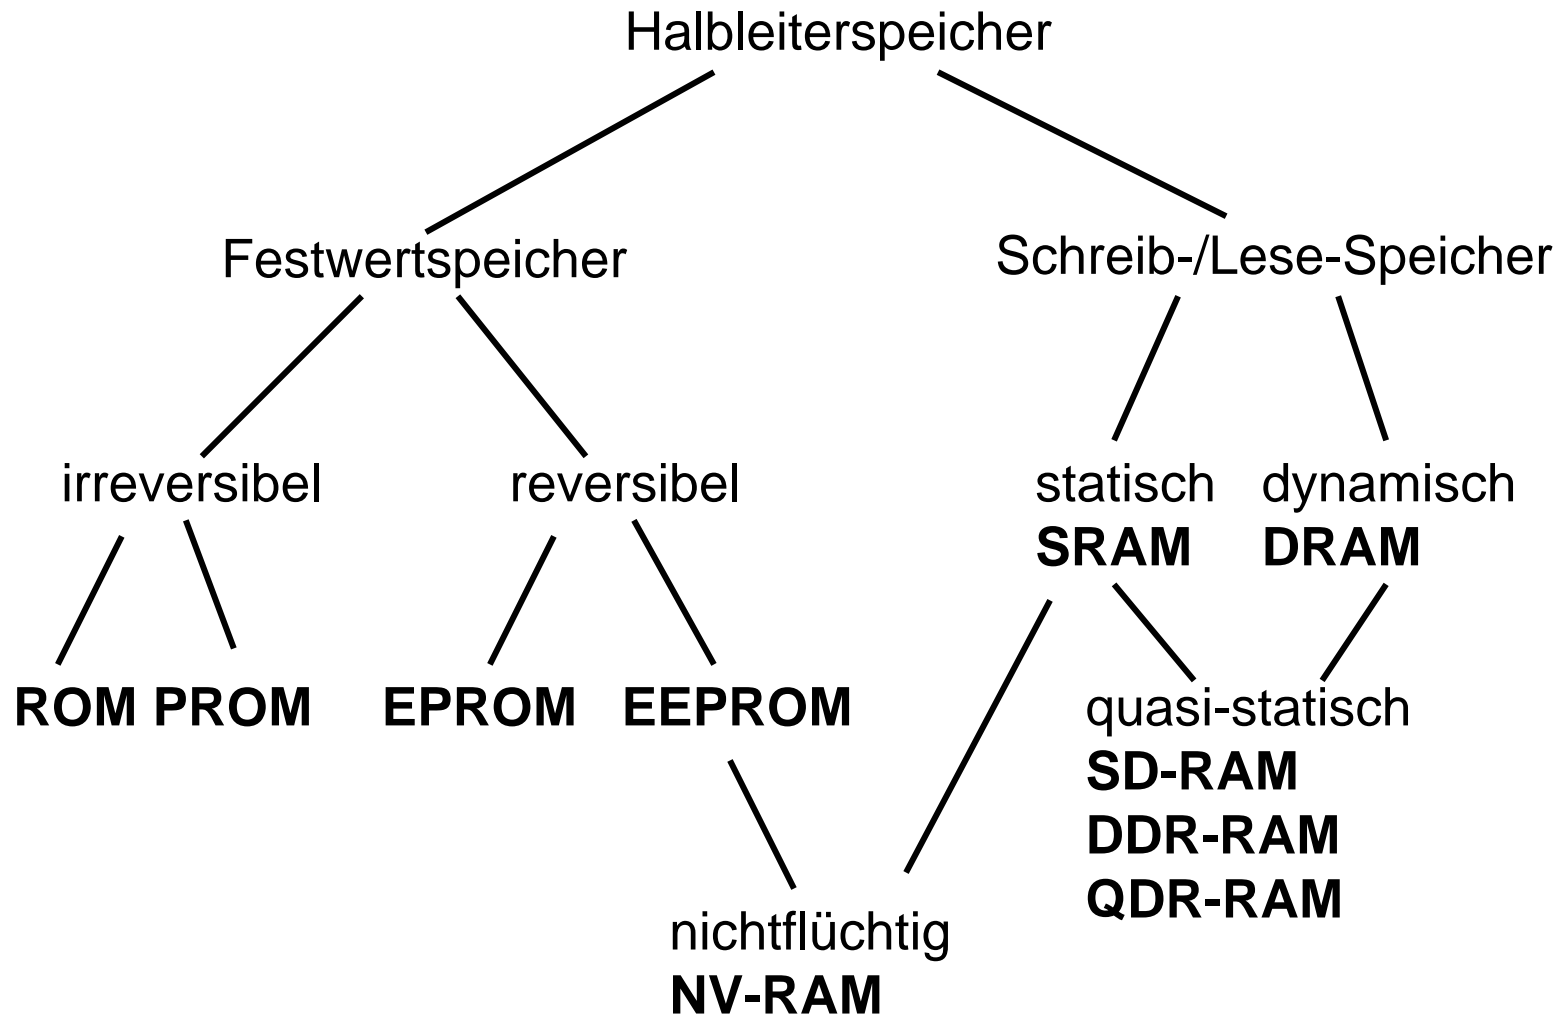 Halbleiterspeicher
Festwertspeicher
Schreib-/Lese-Speicher
irreversibel
reversibel
statisch
SRAM
dynamisch
DRAM
ROM
PROM
EPROM
EEPROM
quasi-statisch
SD-RAM
DDR-RAM
QDR-RAM
nichtflüchtig
NV-RAM